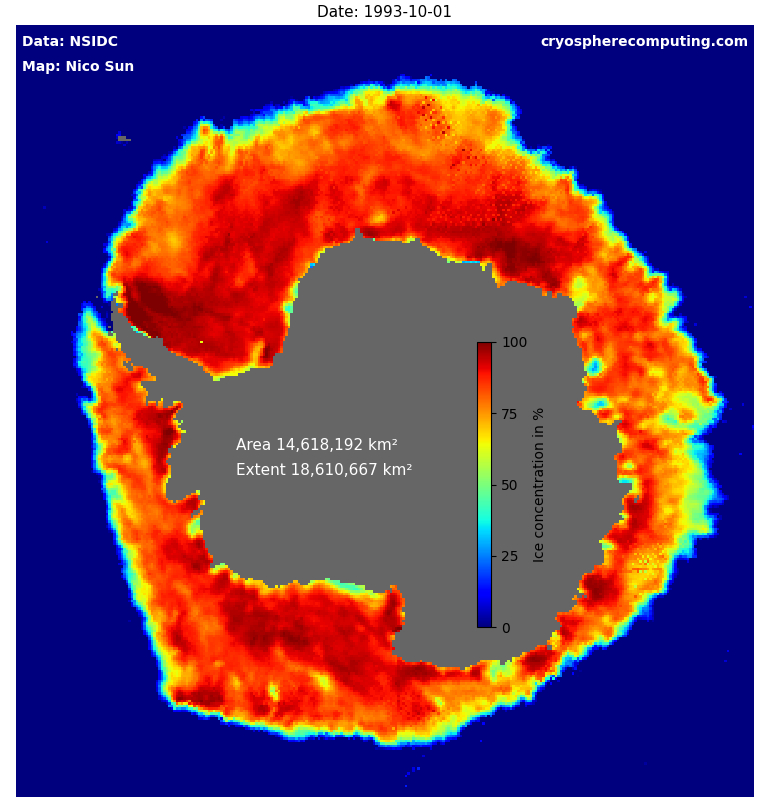 Date: 1993-10-01
Data: NSIDC
cryospherecomputing.com
Map: Nico Sun
100
75
50
25
0
Ice concentration in %
Area 14,618,192 km²
Extent 18,610,667 km²